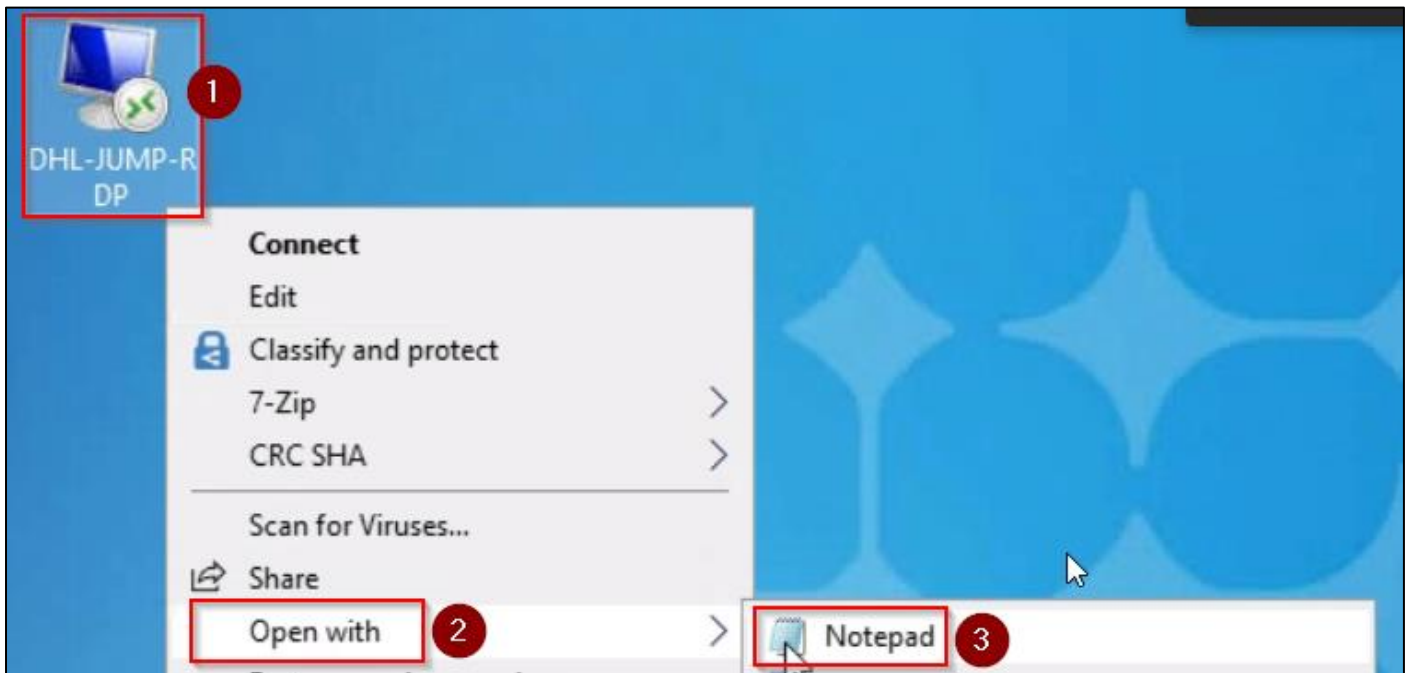 1
DHL-JUMP-R
DP
Connect
Edit
Classify and protect
7-Zip
CRC SHA
Scan for Viruses...
Share
Open with
2
Notepad
3